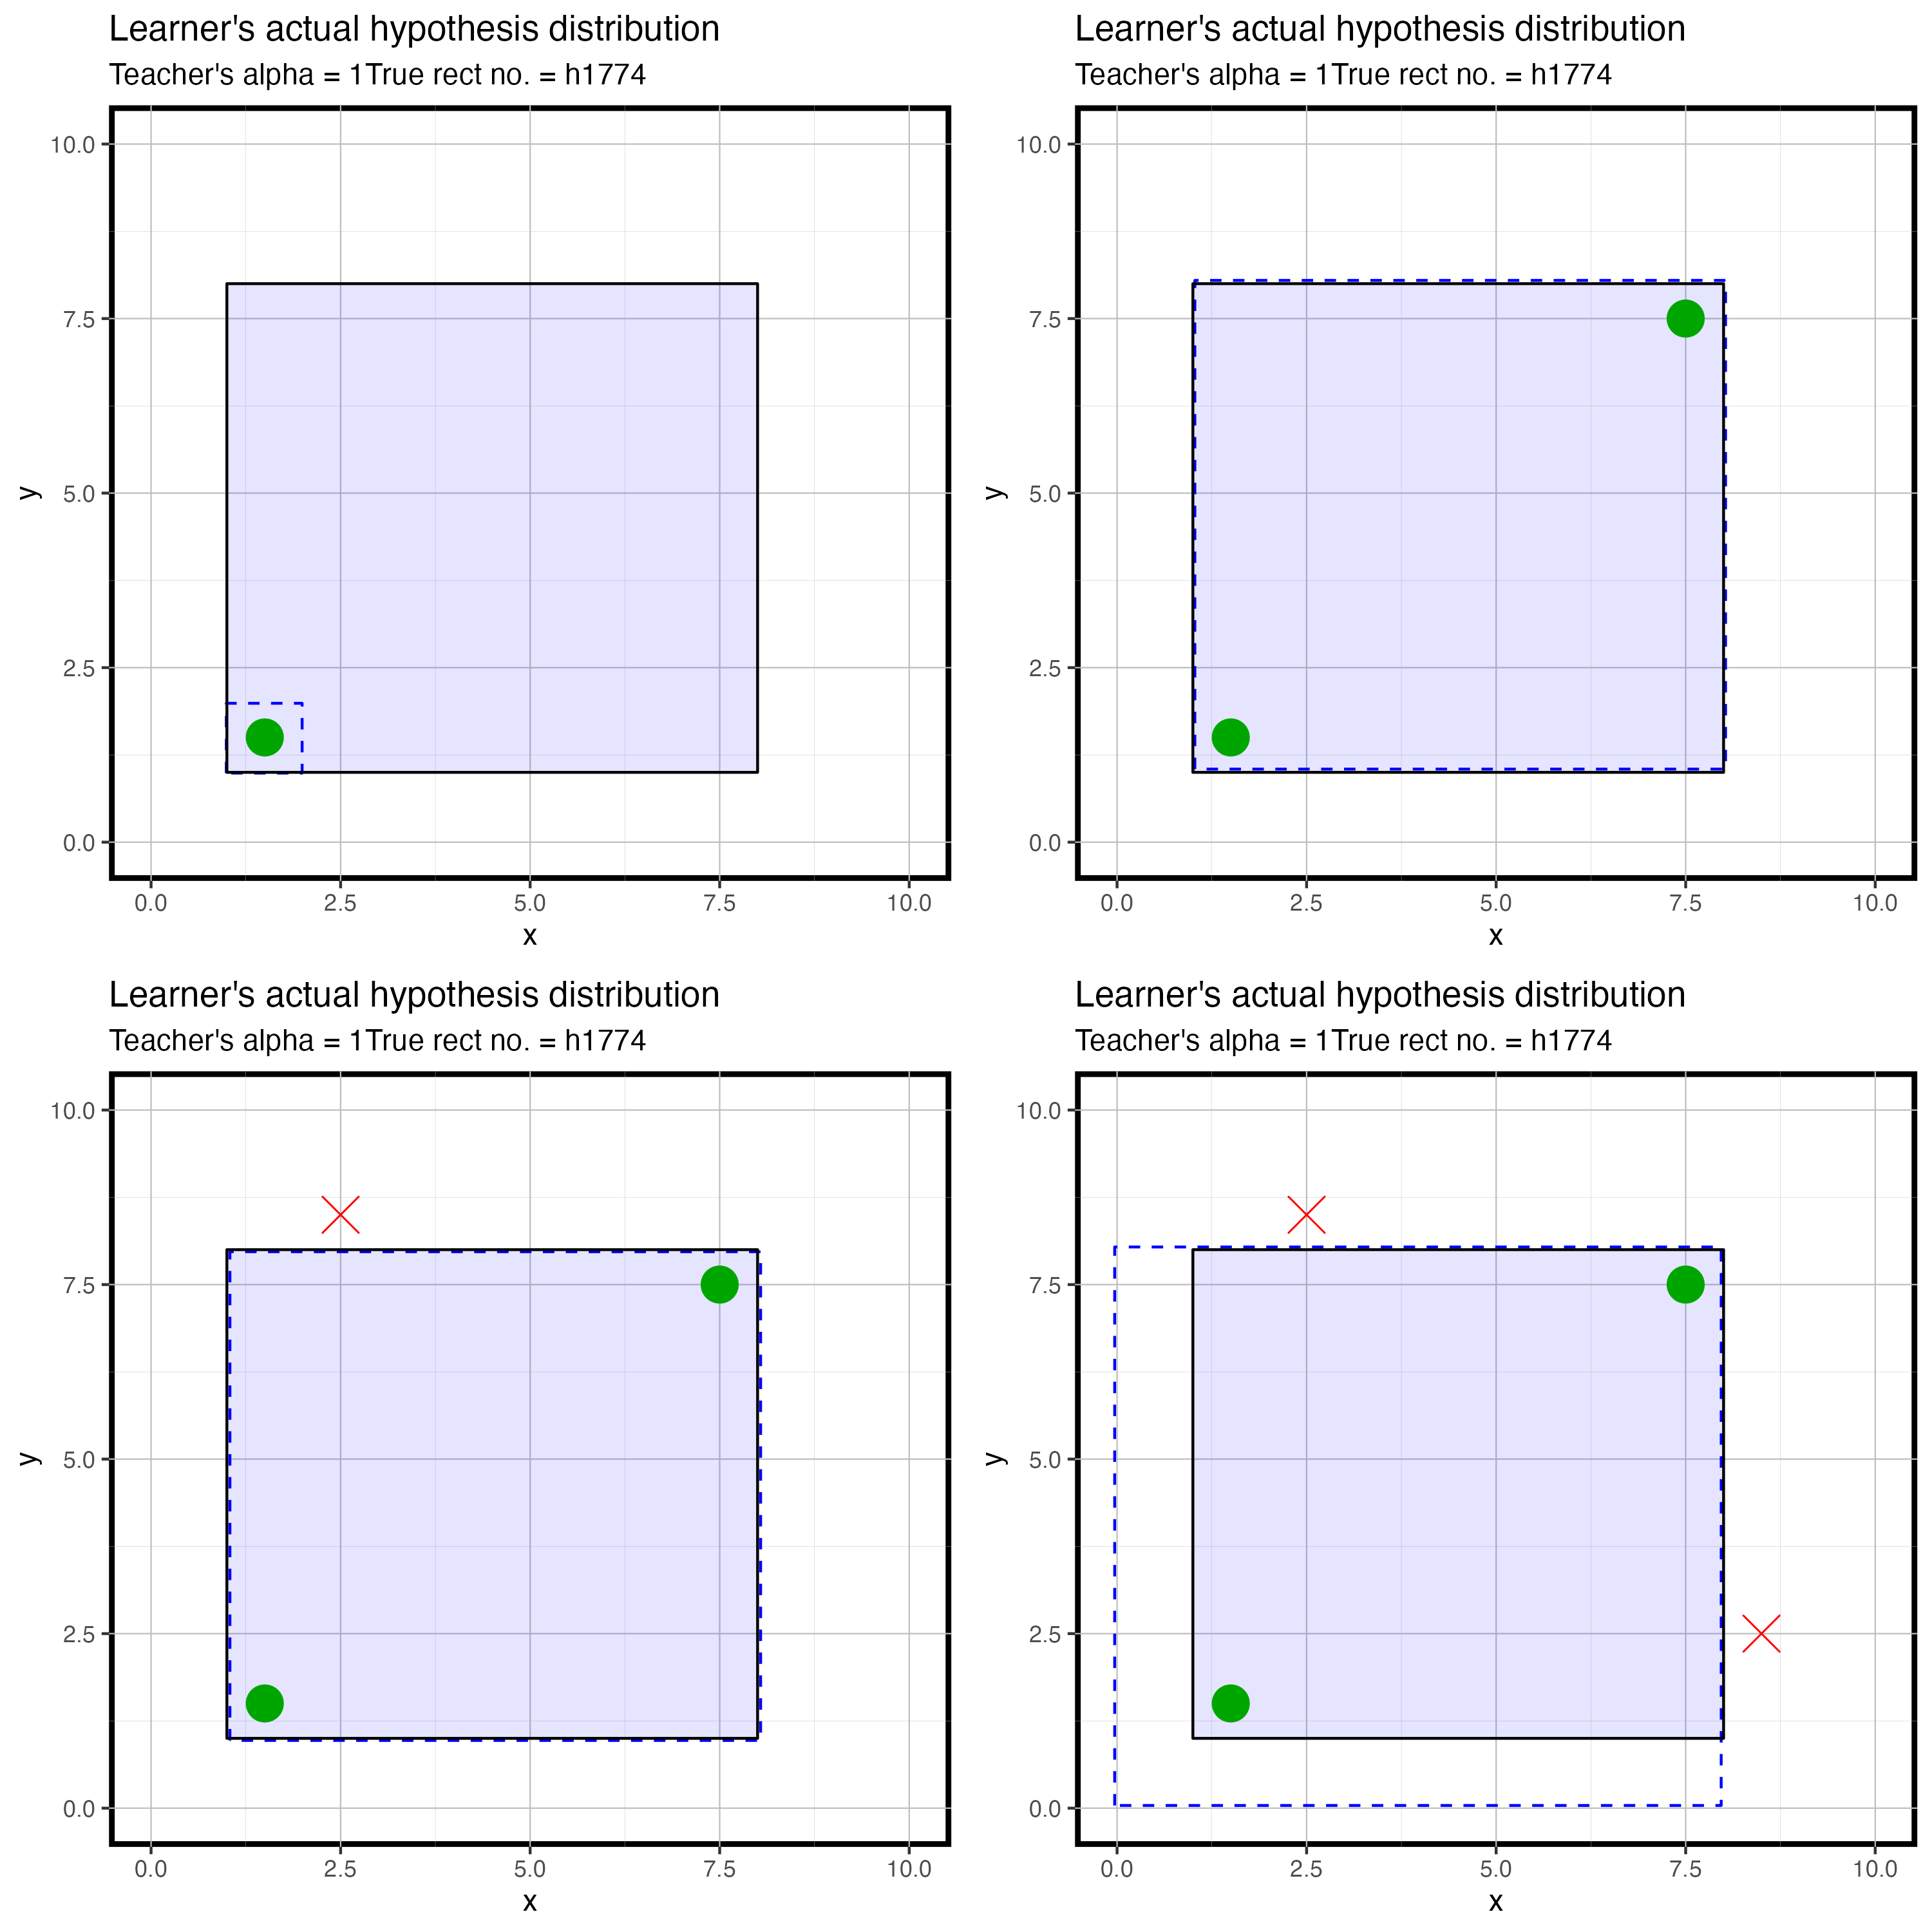 Learner's actual hypothesis distribution
Teacher's alpha = 1True rect no. = h1774
10.0
7.5
5.0
2.5
0.0
y
0.0 2.5 5.0 7.5 10.0
x
Learner's actual hypothesis distribution
Teacher's alpha = 1True rect no. = h1774
10.0
7.5
5.0
2.5
0.0
y
0.0 2.5 5.0 7.5 10.0
x
Learner's actual hypothesis distribution
Teacher's alpha = 1True rect no. = h1774
10.0
7.5
5.0
2.5
0.0
y
0.0 2.5 5.0 7.5 10.0
x
Learner's actual hypothesis distribution
Teacher's alpha = 1True rect no. = h1774
10.0
7.5
5.0
2.5
0.0
y
0.0 2.5 5.0 7.5 10.0
x